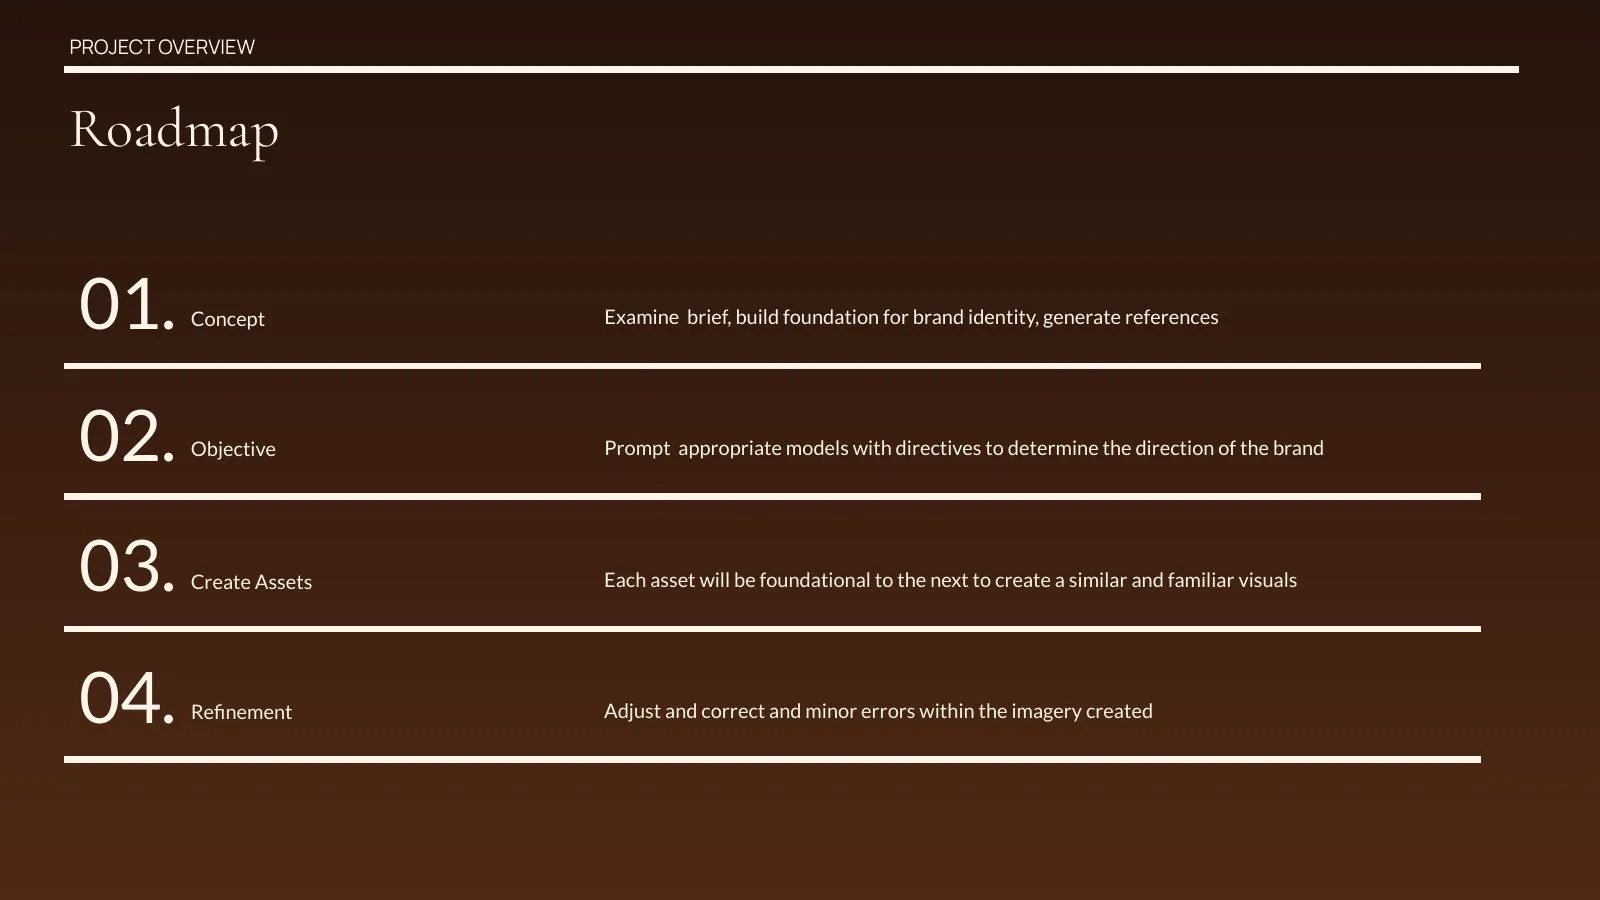 PROJECT OVERVIEW
Roadmap
01. Concept
Examine  brief, build foundation for brand identity, generate references
02. Objective
Prompt  appropriate models with directives to determine the direction of the brand
03. Create Assets
Each asset will be foundational to the next to create a similar and familiar visuals
04. Refinement
Adjust and correct and minor errors within the imagery created